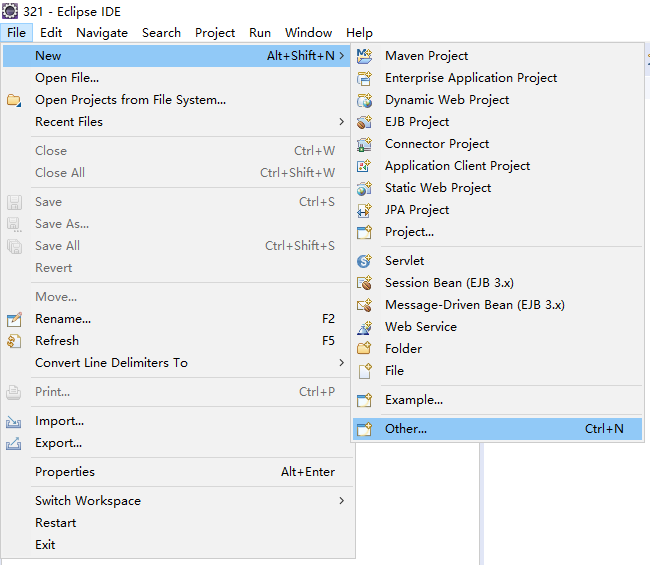 321 - Eclipse IDE
File Edit Navigate Search Project Run Window Help
New Alt+Shift+N >
Open File...
Open Projects from File System...
Recent Files >
Close Ctrl+W
Close All Ctrl+Shift+W
Save Ctrl+S
Save As...
Save All Ctrl+Shift+S
Revert
Move...
Rename... F2
Refresh F5
Convert Line Delimiters To >
Print... Ctrl+P
Import...
Export...
Properties Alt+Enter
Switch Workspace >
Restart
Exit
Maven Project
Enterprise Application Project
Dynamic Web Project
EJB Project
Connector Project
Application Client Project
Static Web Project
JPA Project
Project...
Servlet
Session Bean (EJB 3.x)
Message-Driven Bean (EJB 3.x)
Web Service
Folder
File
Example...
Other... Ctrl+N